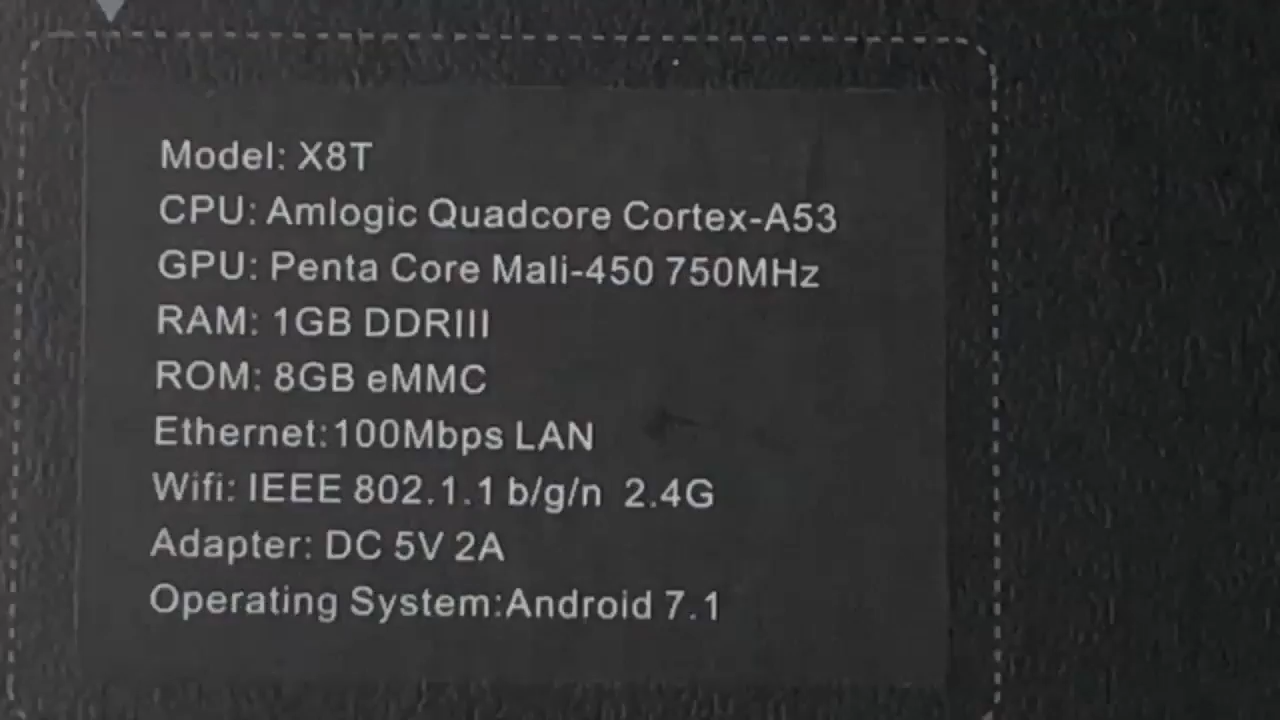 Model: X8T
CPU: Amlogic Quadcore Cortex-A53
GPU: Penta Core Mali-450 750MHz
RAM: 1GB DDRIII
ROM: 8GB eMMC
Ethernet:100Mbps LAN
Wifi: IEEE 802.1.1 b/g/n 2.4G
Adapter: DC 5V 2A
Operating System:Android 7.1